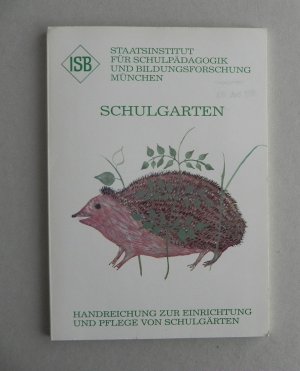 ISB
STAATSINSTITUT
FÜR SCHULPÄDAGOGIK
UND BILDUNGSFORSCHUNG
MÜNCHEN
SCHULGARTEN
HANDREICHUNG ZUR EINRICHTUNG
UND PFLEGE VON SCHULGÄRTEN